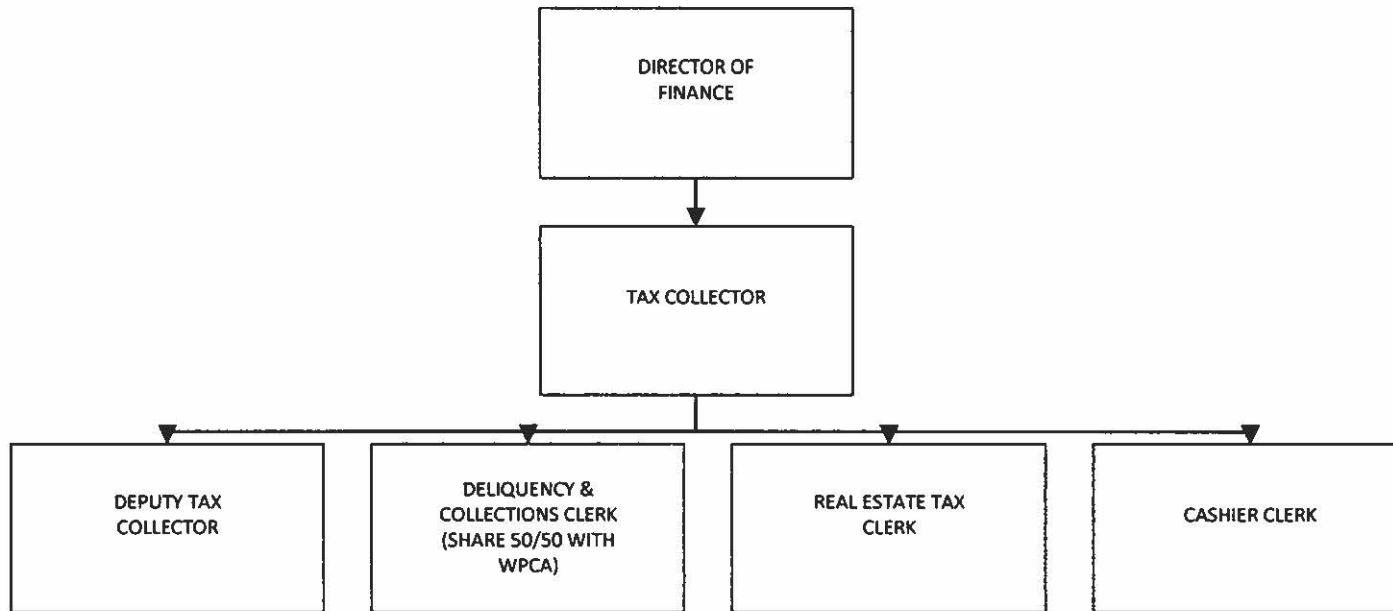 DIRECTOR OF
FINANCE
TAX COLLECTOR
DEPUTY TAX
COLLECTOR
DELIQUENCY &
COLLECTIONS CLERK
(SHARE 50/50 WITH
WPCA)
REAL ESTATE TAX
CLERK
CASHIER CLERK